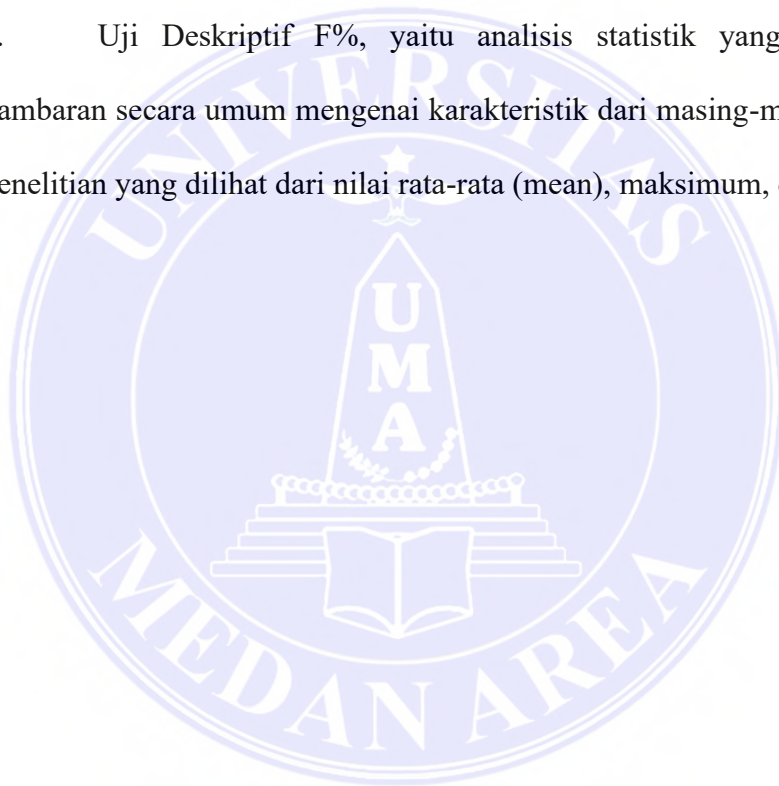 . Uji Deskriptif F%, yaitu analisis statistik yang
ambaran secara umum mengenai karakteristik dari masing-m
enelitian yang dilihat dari nilai rata-rata (mean), maksimum,
UNIVERSITAS
U
M
A
MEDAN AREA